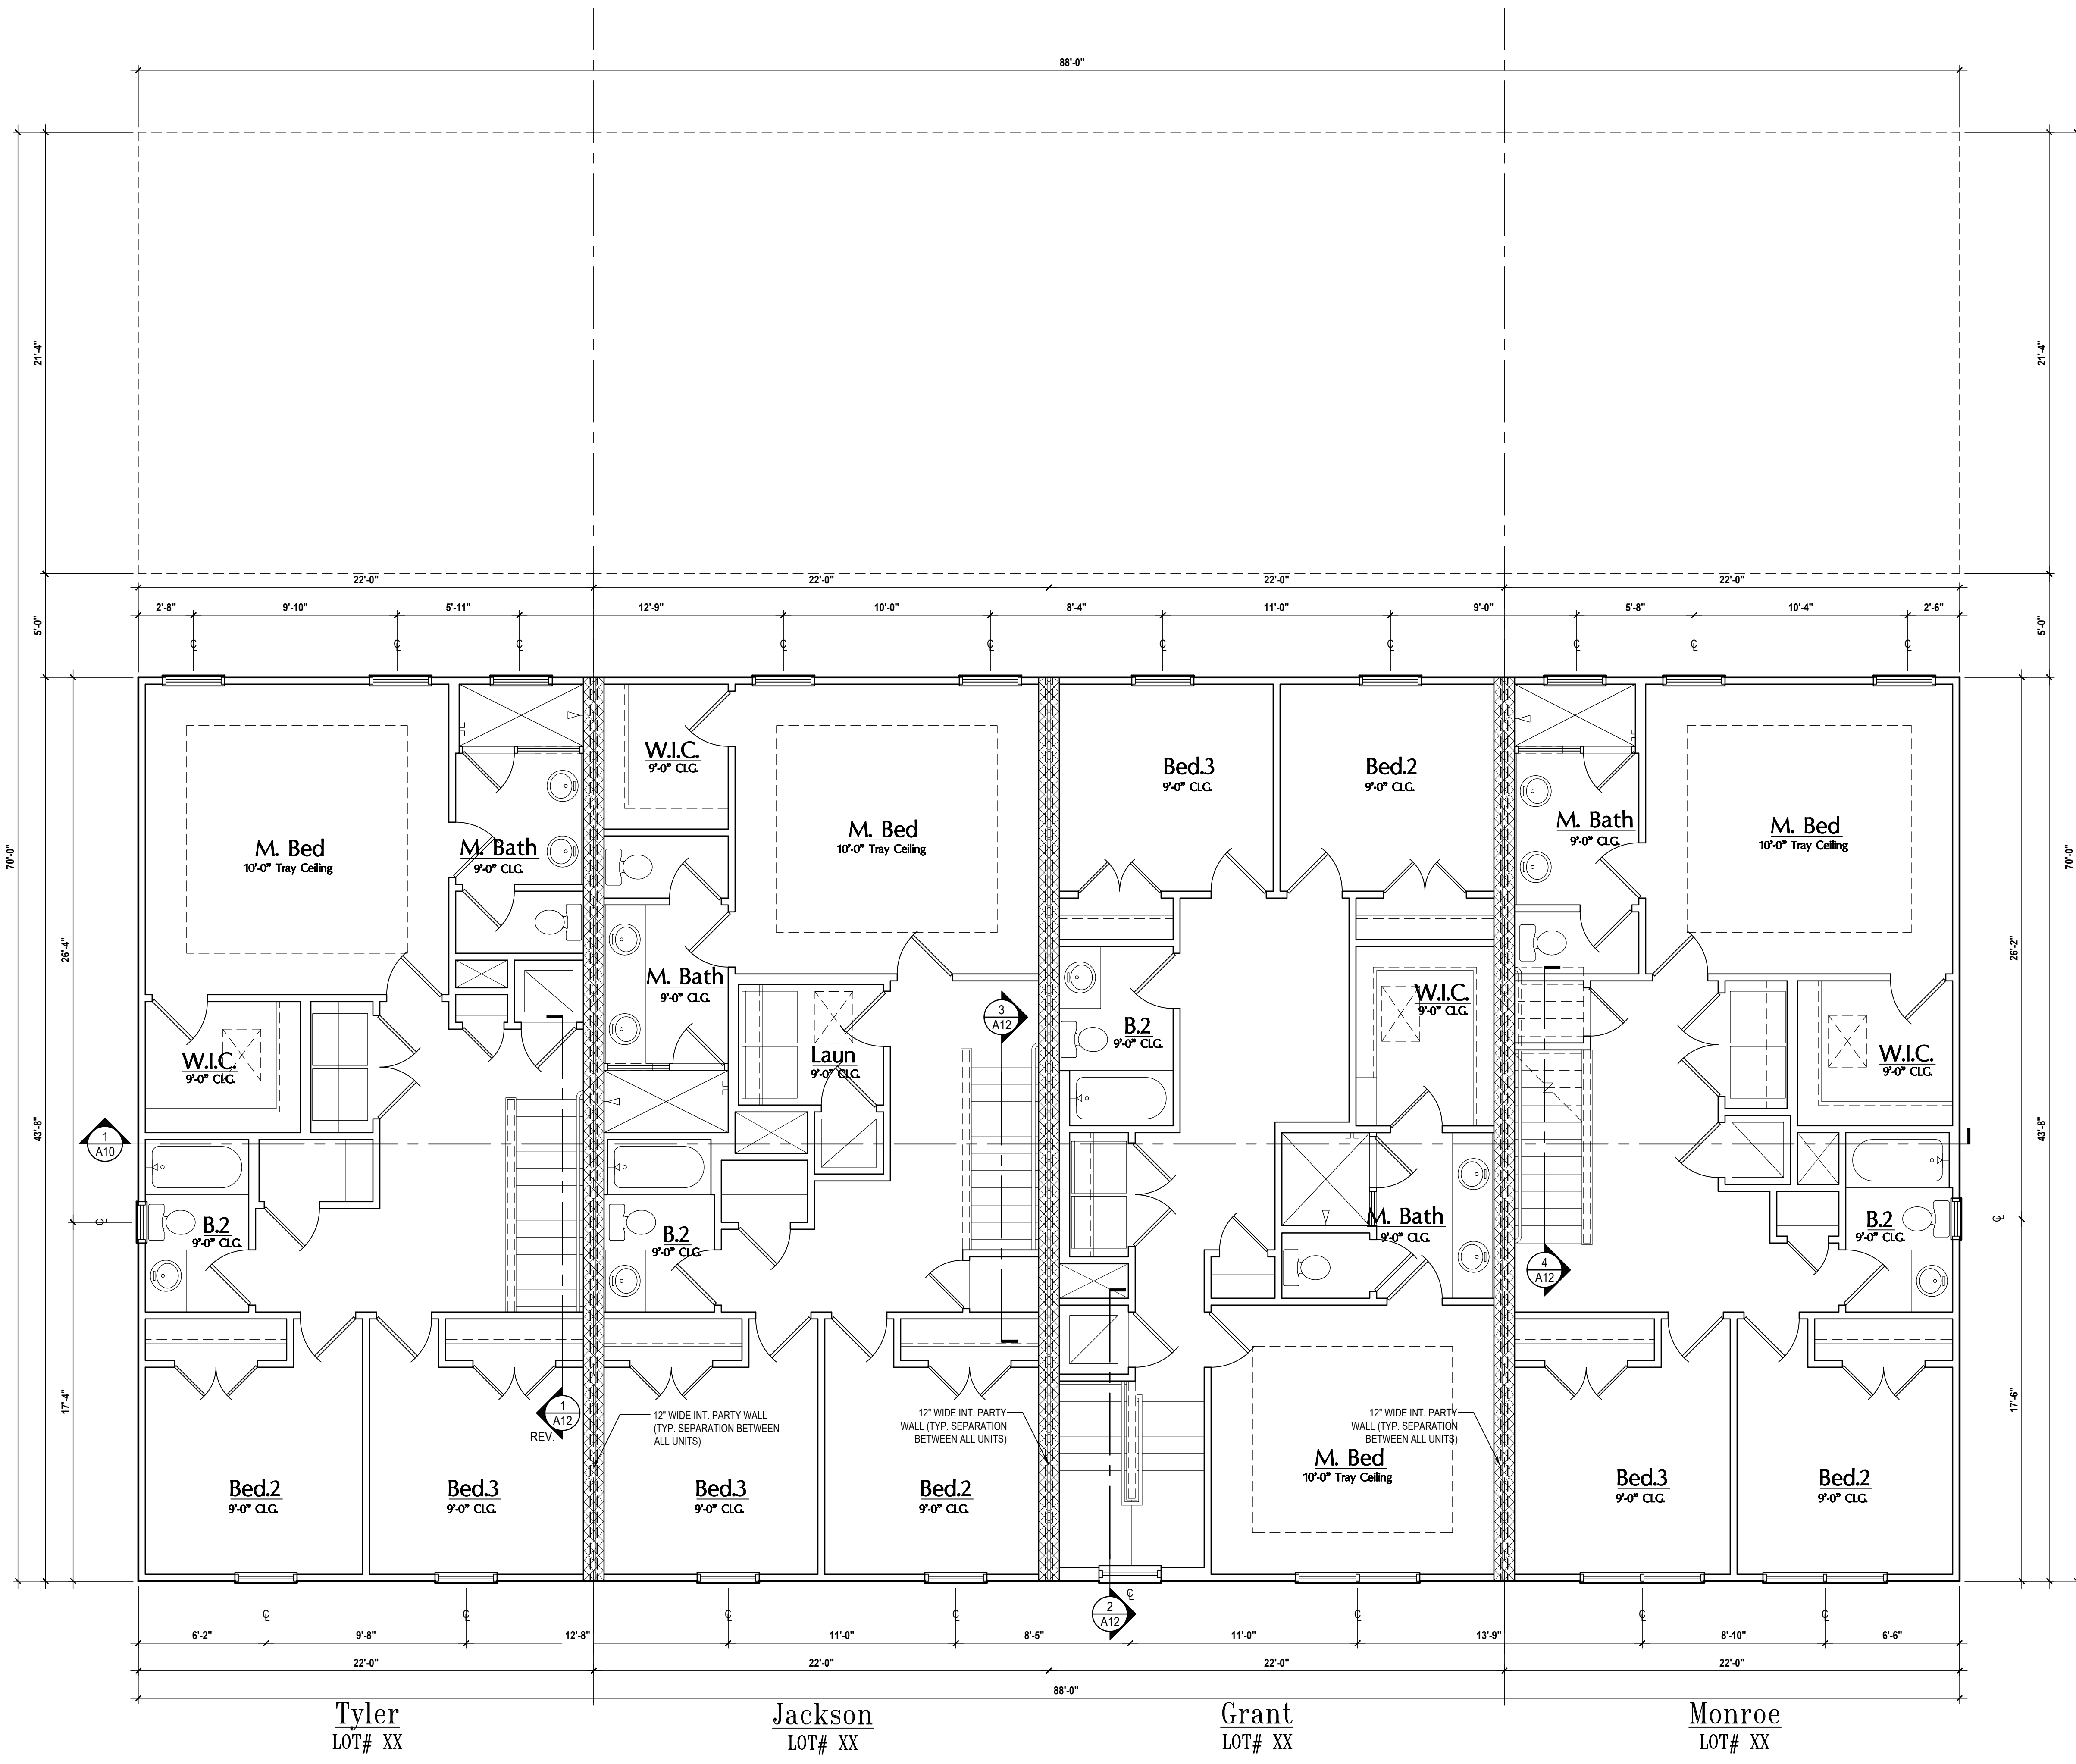 88'-0"
21'-4"
21'-4"
22'-0"
22'-0"
22'-0"
22'-0"
2'-8"
9'-10"
5'-11"
12'-9"
10'-0"
8'-4"
11'-0"
9'-0"
5'-8"
10'-4"
2'-6"
5'-0"
5'-0"
70'-0"
70'-0"
26'-4"
26'-2"
43'-8"
43'-8"
17'-4"
17'-6"
M. Bed
10'-0" Tray Ceiling
M. Bath
9'-0" CLG.
W.I.C.
9'-0" CLG.
B.2
9'-0" CLG.
Bed.2
9'-0" CLG.
Bed.3
9'-0" CLG.
1
A10
1
A12
REV.
W.I.C.
9'-0" CLG.
M. Bed
10'-0" Tray Ceiling
M. Bath
9'-0" CLG.
Laun
9'-0" CLG.
3
A12
B.2
9'-0" CLG.
12" WIDE INT. PARTY WALL
(TYP. SEPARATION BETWEEN
ALL UNITS)
Bed.3
9'-0" CLG.
Bed.2
9'-0" CLG.
12" WIDE INT. PARTY
WALL (TYP. SEPARATION
BETWEEN ALL UNITS)
Bed.3
9'-0" CLG.
Bed.2
9'-0" CLG.
B.2
9'-0" CLG.
W.I.C.
9'-0" CLG.
M. Bath
9'-0" CLG.
12" WIDE INT. PARTY
WALL (TYP. SEPARATION
BETWEEN ALL UNITS)
M. Bed
10'-0" Tray Ceiling
2
A12
M. Bath
9'-0" CLG.
M. Bed
10'-0" Tray Ceiling
W.I.C.
9'-0" CLG.
B.2
9'-0" CLG.
4
A12
Bed.3
9'-0" CLG.
Bed.2
9'-0" CLG.
6'-2"
9'-8"
12'-8"
11'-0"
8'-5"
11'-0"
13'-9"
8'-10"
6'-6"
22'-0"
22'-0"
22'-0"
22'-0"
88'-0"
Tyler
LOT# XX
Jackson
LOT# XX
Grant
LOT# XX
Monroe
LOT# XX